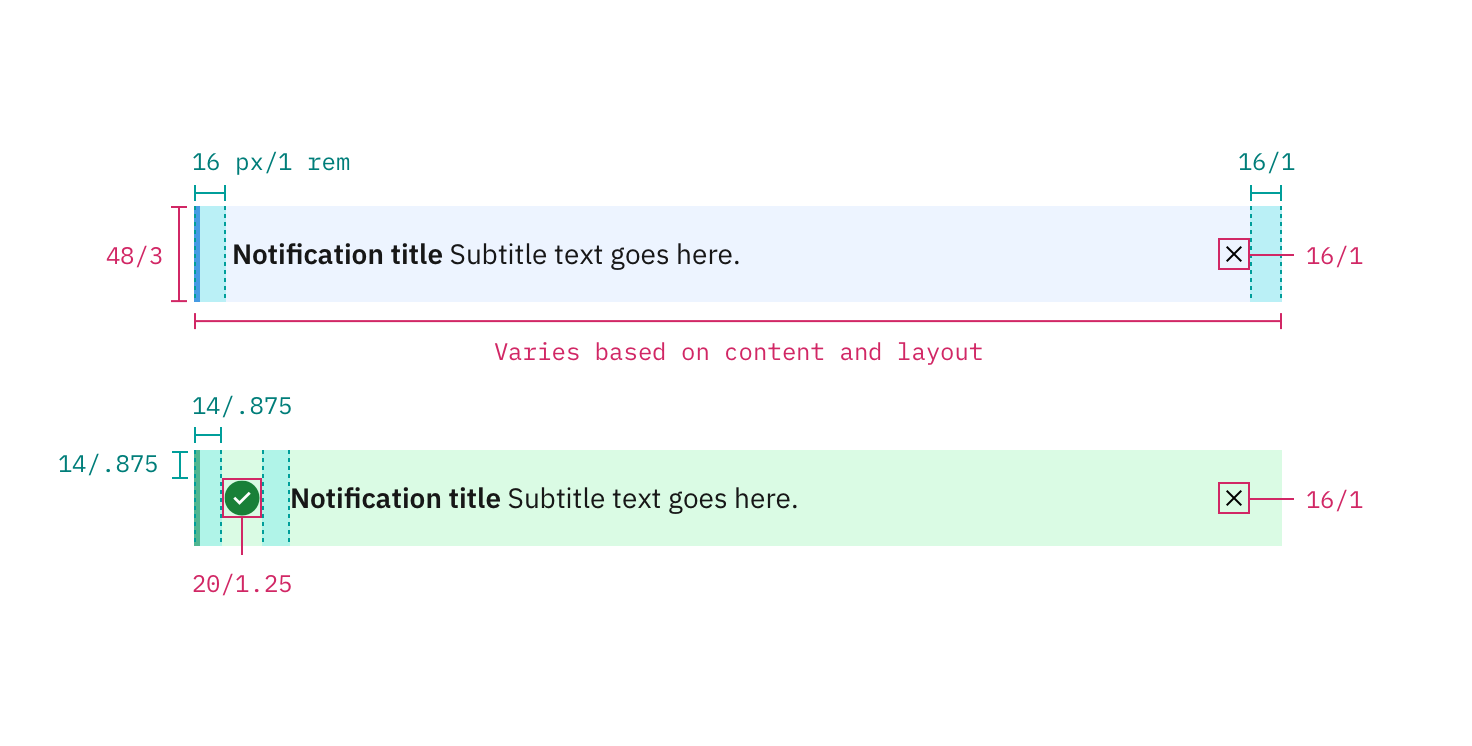 16 px/1 rem
16/1
48/3
Notification title Subtitle text goes here.
16/1
Varies based on content and layout
14/.875
14/.875
Notification title Subtitle text goes here.
16/1
20/1.25